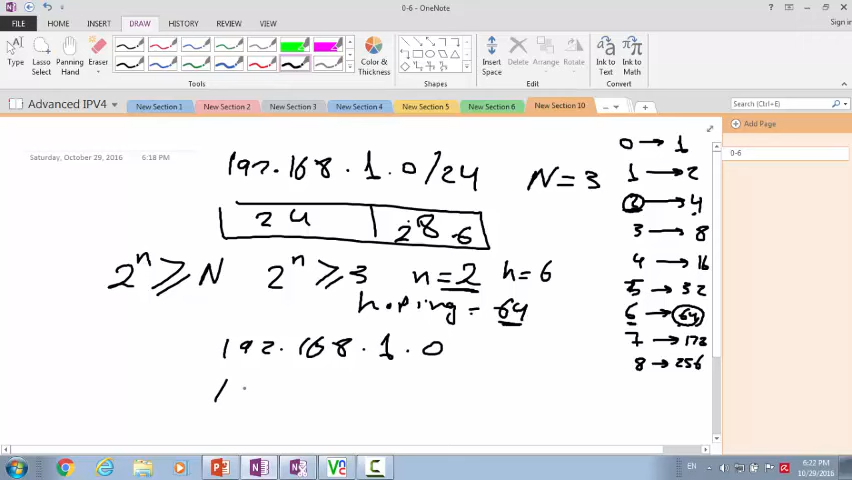 0-6 - OneNote
FILE HOME INSERT DRAW HISTORY REVIEW VIEW
Sign in
Type Lasso Select Panning Hand Eraser Color & Thickness Insert Space Delete Arrange Rotate Ink to Text Ink to Math
Tools Shapes Edit Convert
Advanced IPV4 New Section 1 New Section 2 New Section 3 New Section 4 New Section 5 New Section 6 New Section 10 Search (Ctrl+E)
Add Page
0-6
Saturday, October 29, 2016 6:18 PM
192.168.1.0/24 N=3
24 2 8 6
2^n ⩾ N 2^n ⩾ 3 n=2 h=6
hoping = 64
192.168.1.0
1
0 → 1
1 → 2
2 → 4
3 → 8
4 → 16
5 → 32
6 → 64
7 → 128
8 → 256
EN 6:22 PM
10/29/2016